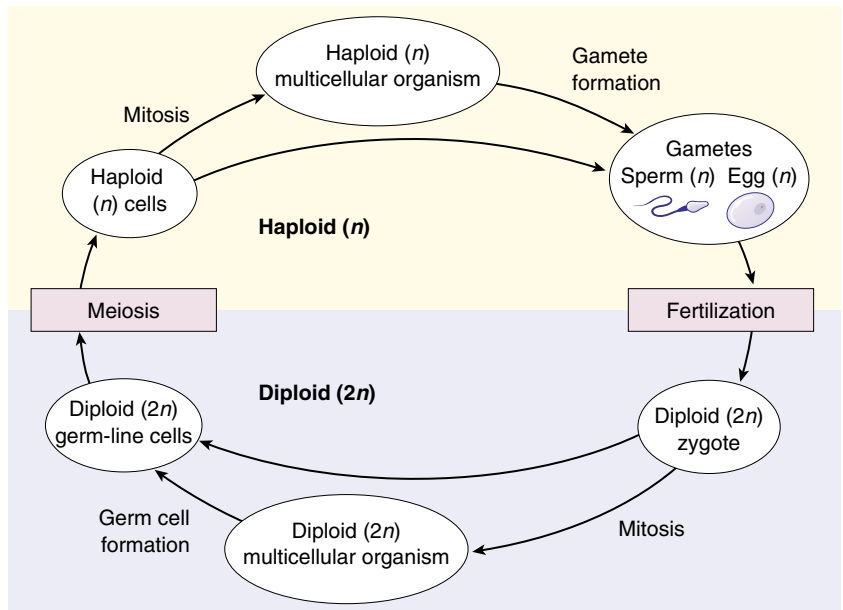 Haploid (n)
multicellular organism
Gamete
formation
Mitosis
Gametes
Sperm (n) Egg (n)
Haploid
(n) cells
Haploid (n)
Meiosis
Fertilization
Diploid (2n)
Diploid (2n)
germ-line cells
Diploid (2n)
zygote
Germ cell
formation
Diploid (2n)
multicellular organism
Mitosis